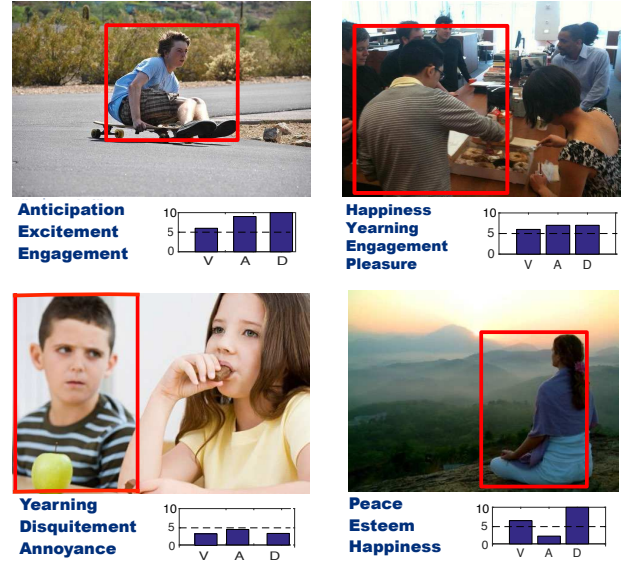 Anticipation
Excitement
Engagement
10
5
0
V A D
Happiness
Yearning
Engagement
Pleasure
10
5
0
V A D
Yearning
Disquitement
Annoyance
10
5
0
V A D
Peace
Esteem
Happiness
10
5
0
V A D